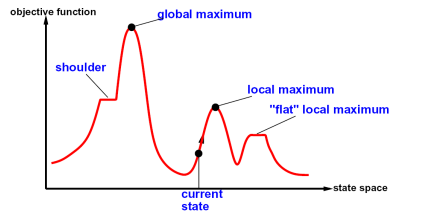 objective function
global maximum
shoulder
local maximum
"flat" local maximum
state space
current
state